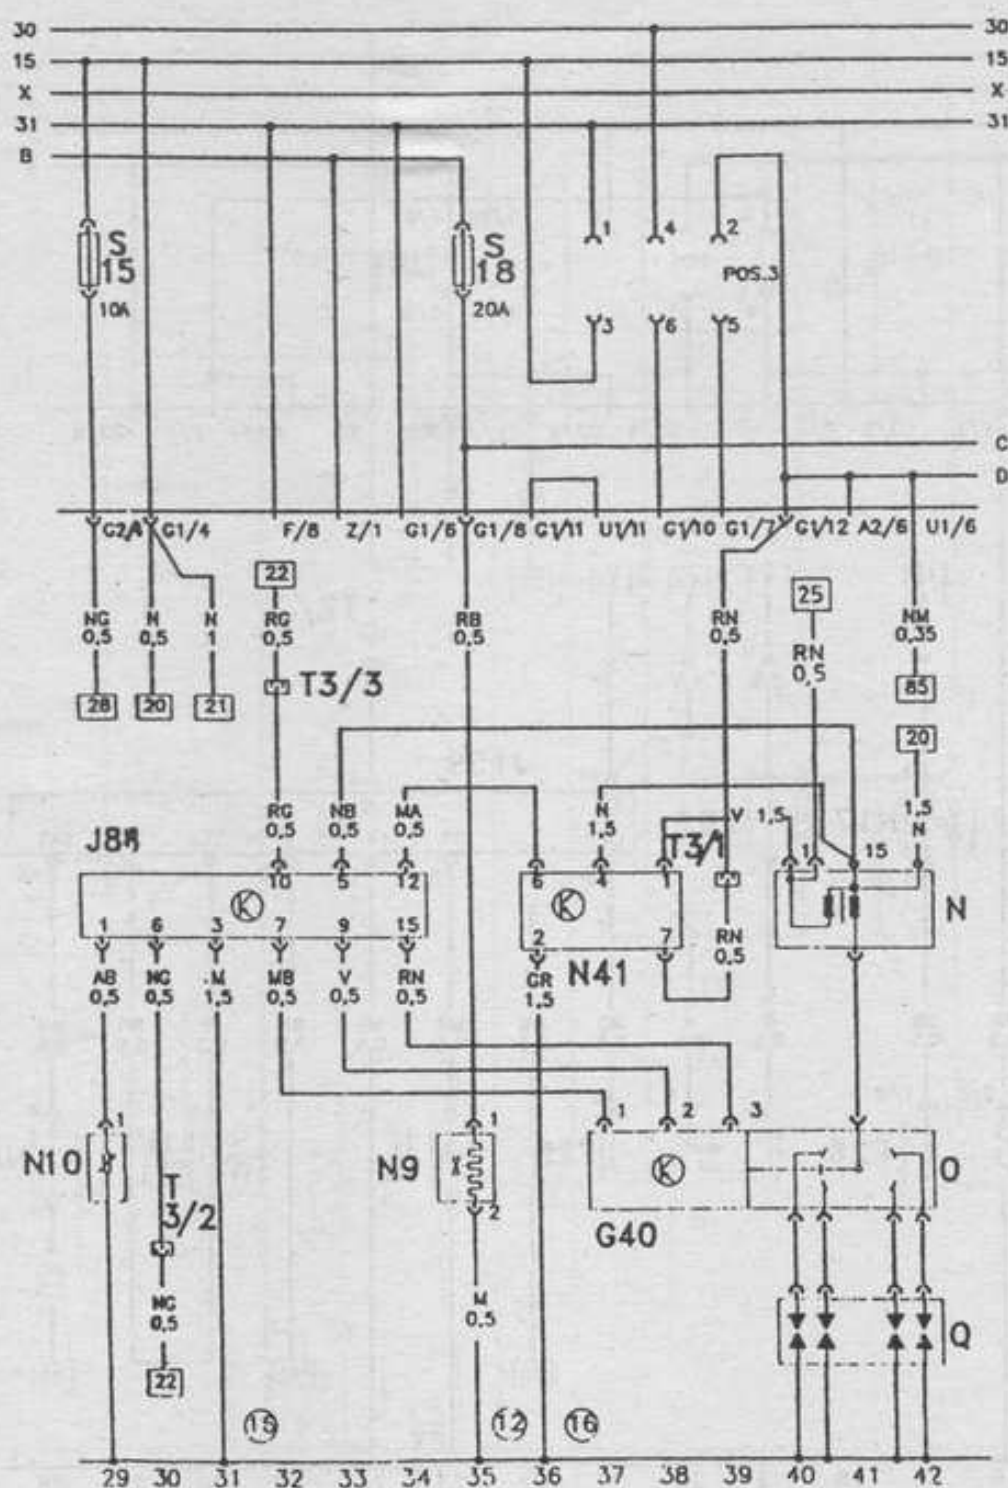 30 30
15 15
X X
31 31
B
S
15
10A
S
18
20A
1 4 2
POS.3
3 6 5
C
D
G1/4 F/8 Z/1 G1/6 G1/8 G1/11 U1/11 G1/10 G1/7 G1/12 A2/6 U1/6
22
25
NG
0,5
N
0,5
N
1
RG
0,5
RB
0,5
RN
0,5
RN
0,5
NM
0,35
28 20 21
T3/3
85
20
RG
0,5
NB
0,5
MA
0,5
N
1,5
V 1,5
1,5
N
T3/1
1 15
10 5 12
K
1 6 3 7 9 15
6 4 1
K
2 7
N41
N
AB
0,5
NG
0,5
M
1,5
MB
0,5
V
0,5
RN
0,5
GR
1,5
RN
0,5
1 2 3
N10
1
T
3/2
N9
1
2
K
G40
O
NG
0,5
22
M
0,5
Q
15 12 16
29 30 31 32 33 34 35 36 37 38 39 40 41 42